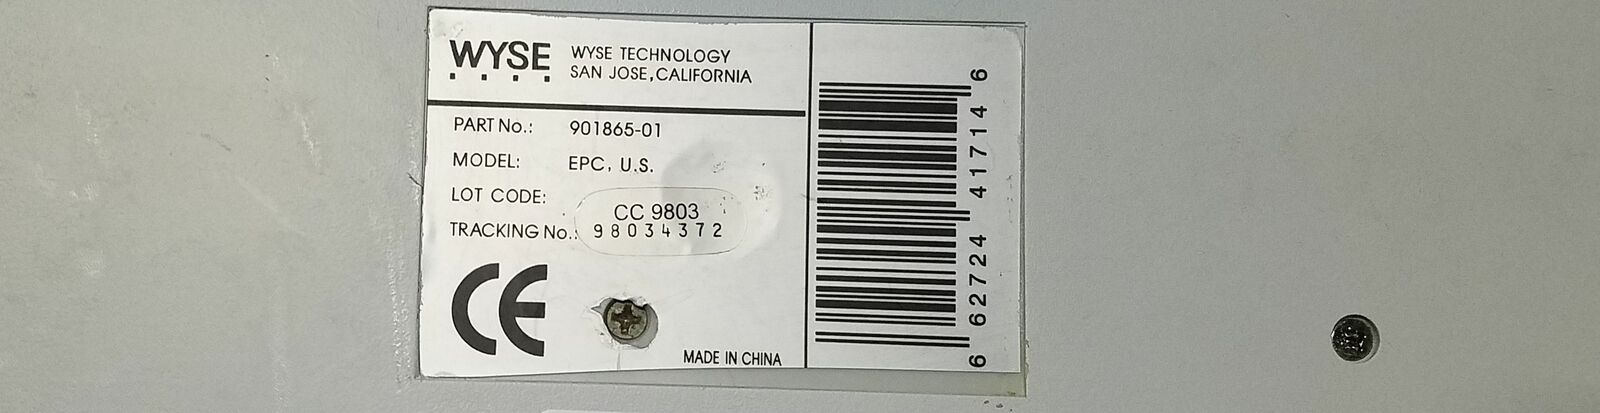 WYSE
WYSE TECHNOLOGY
SAN JOSE, CALIFORNIA
PART No.: 901865-01
MODEL: EPC, U.S.
LOT CODE: CC 9803
TRACKING No.: 98034372
CE
MADE IN CHINA
6 62724 41714 6